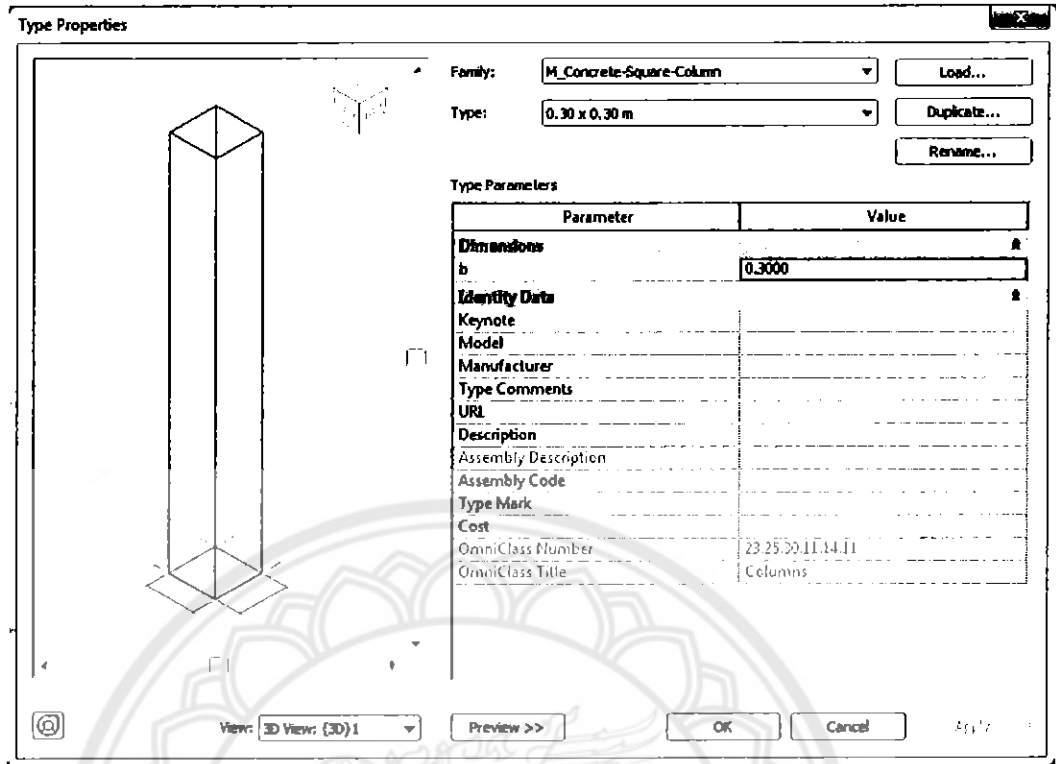 Type Properties
Family: M_Concrete-Square-Column Load...
Type: 0.30 x 0.30 m Duplicate...
Rename...
Type Parameters
Parameter Value
Dimensions
b 0.3000
Identity Data
Keynote
Model
Manufacturer
Type Comments
URL
Description
Assembly Description
Assembly Code
Type Mark
Cost
OmniClass Number 23.25.30.11.14.11
OmniClass Title Columns
View: 3D View: {3D} 1 Preview >> OK Cancel Apply